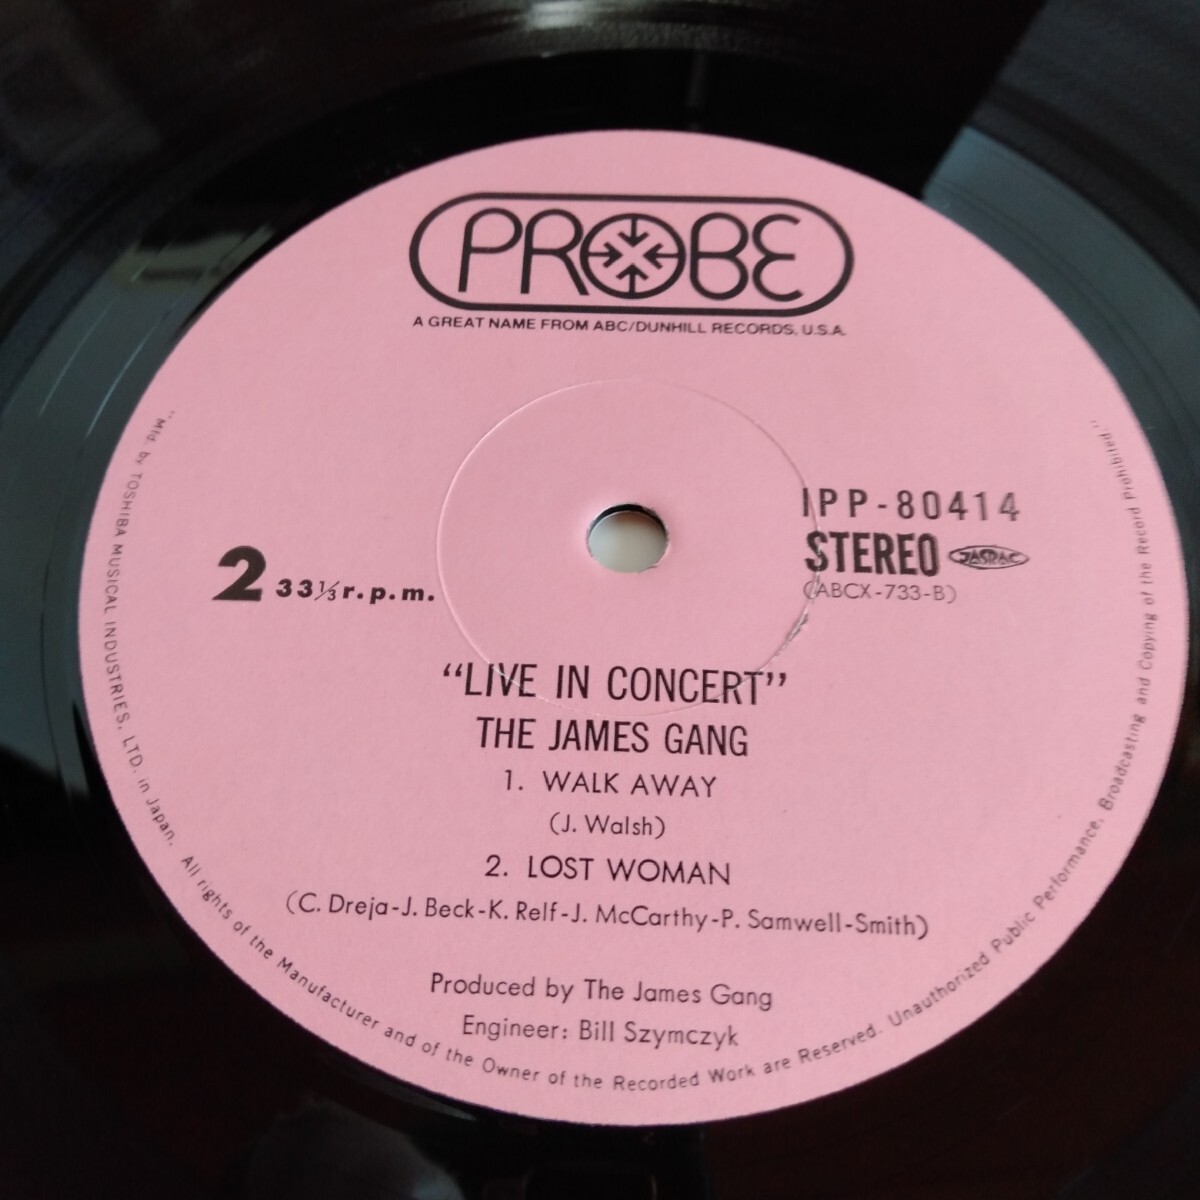 PROBE
A GREAT NAME FROM ABC/DUNHILL RECORDS, U.S.A.
IPP-80414
STEREO JASRAC
(ABCX-733-B)
2 33⅓ r.p.m.
“LIVE IN CONCERT”
THE JAMES GANG
1. WALK AWAY
(J. Walsh)
2. LOST WOMAN
(C. Dreja-J. Beck-K. Relf-J. McCarthy-P. Samwell-Smith)
Produced by The James Gang
Engineer: Bill Szymczyk
"Mfd. by TOSHIBA MUSICAL INDUSTRIES, LTD. in Japan. All rights of the Manufacturer and of the Owner of the Recorded Work are Reserved. Unauthorized Public Performance, Broadcasting and Copying of the Record Prohibited."